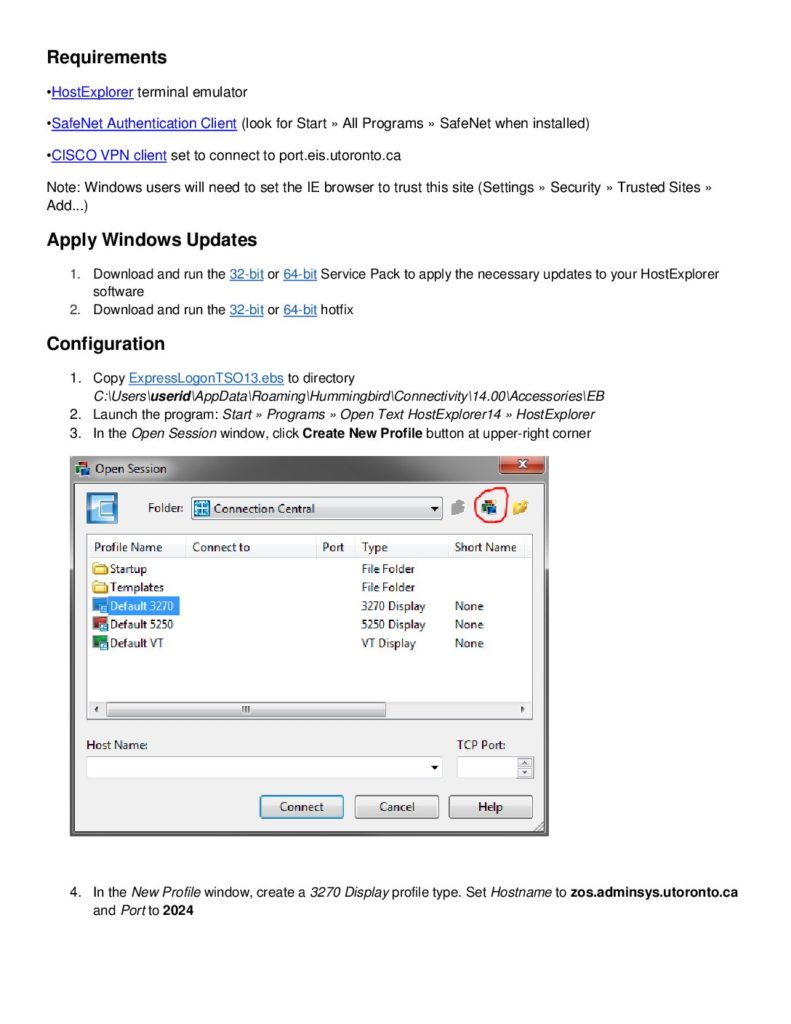 Requirements
•HostExplorer terminal emulator
•SafeNet Authentication Client (look for Start » All Programs » SafeNet when installed)
•CISCO VPN client set to connect to port.eis.utoronto.ca
Note: Windows users will need to set the IE browser to trust this site (Settings » Security » Trusted Sites »
Add...)
Apply Windows Updates
1. Download and run the 32-bit or 64-bit Service Pack to apply the necessary updates to your HostExplorer
software
2. Download and run the 32-bit or 64-bit hotfix
Configuration
1. Copy ExpressLogonTSO13.ebs to directory
C:\Users\userid\AppData\Roaming\Hummingbird\Connectivity\14.00\Accessories\EB
2. Launch the program: Start » Programs » Open Text HostExplorer14 » HostExplorer
3. In the Open Session window, click Create New Profile button at upper-right corner
Open Session
Folder: Connection Central
Profile Name Connect to Port Type Short Name
Startup File Folder
Templates File Folder
Default 3270 3270 Display None
Default 5250 5250 Display None
Default VT VT Display None
Host Name: TCP Port:
Connect Cancel Help
4. In the New Profile window, create a 3270 Display profile type. Set Hostname to zos.adminsys.utoronto.ca
and Port to 2024